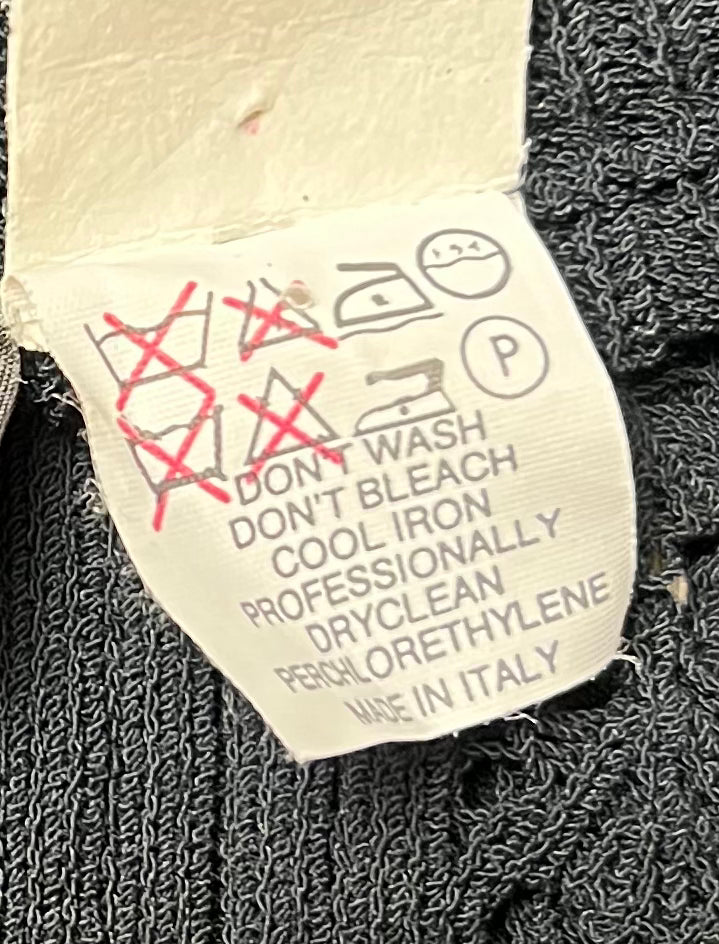 P
DON'T WASH
DON'T BLEACH
COOL IRON
PROFESSIONALLY
DRYCLEAN
PERCHLORETHYLENE
MADE IN ITALY